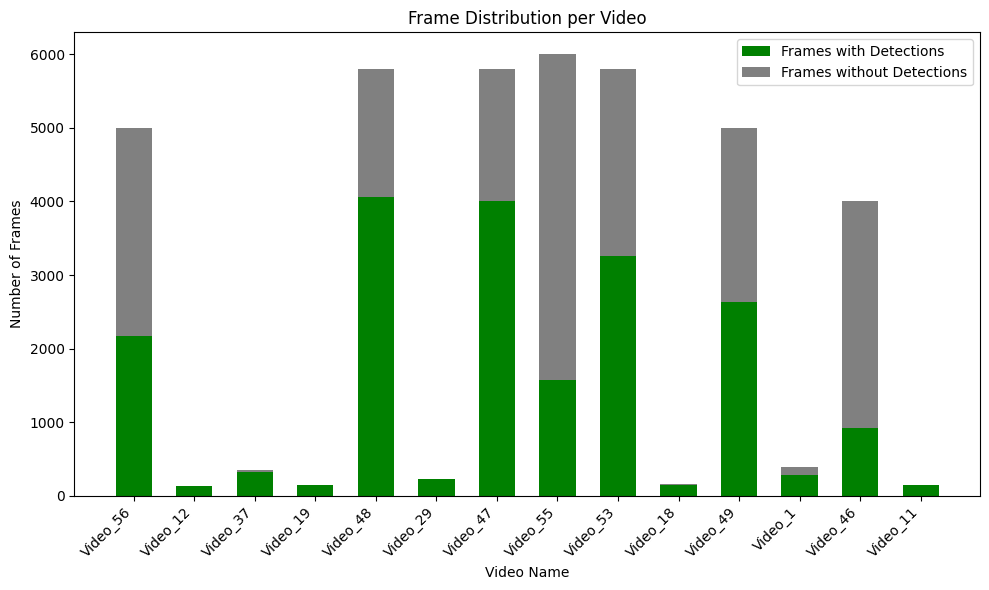 Frame Distribution per Video
Frames with Detections
Frames without Detections
Number of Frames
6000
5000
4000
3000
2000
1000
0
Video_56
Video_12
Video_37
Video_19
Video_48
Video_29
Video_47
Video_55
Video_53
Video_18
Video_49
Video_1
Video_46
Video_11
Video Name